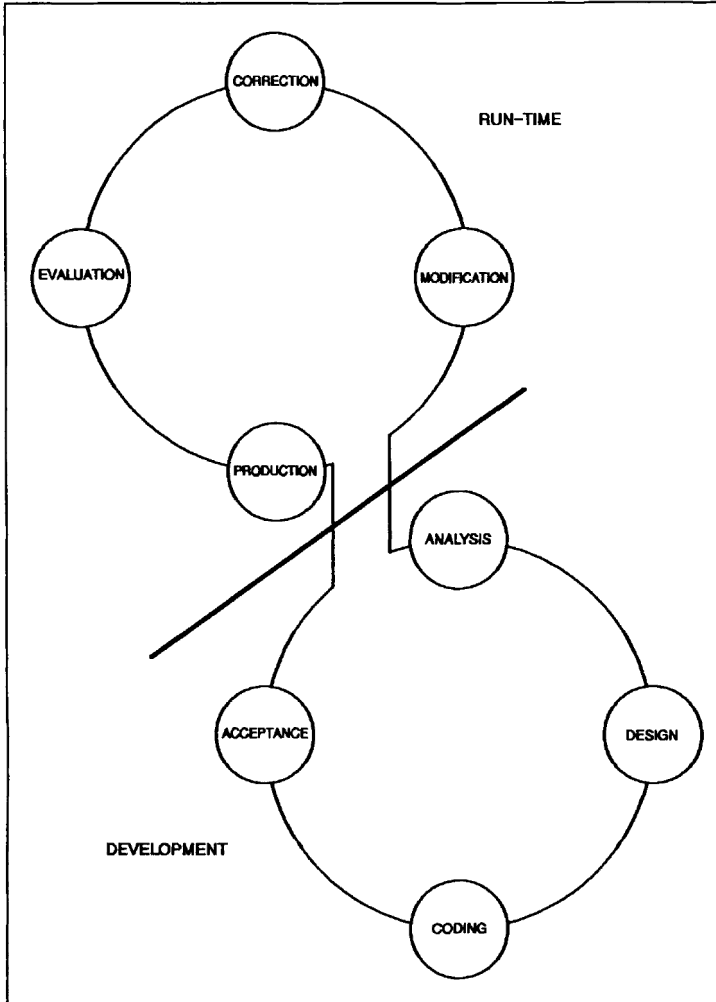 CORRECTION
RUN-TIME
EVALUATION
MODIFICATION
PRODUCTION
ANALYSIS
ACCEPTANCE
DESIGN
DEVELOPMENT
CODING